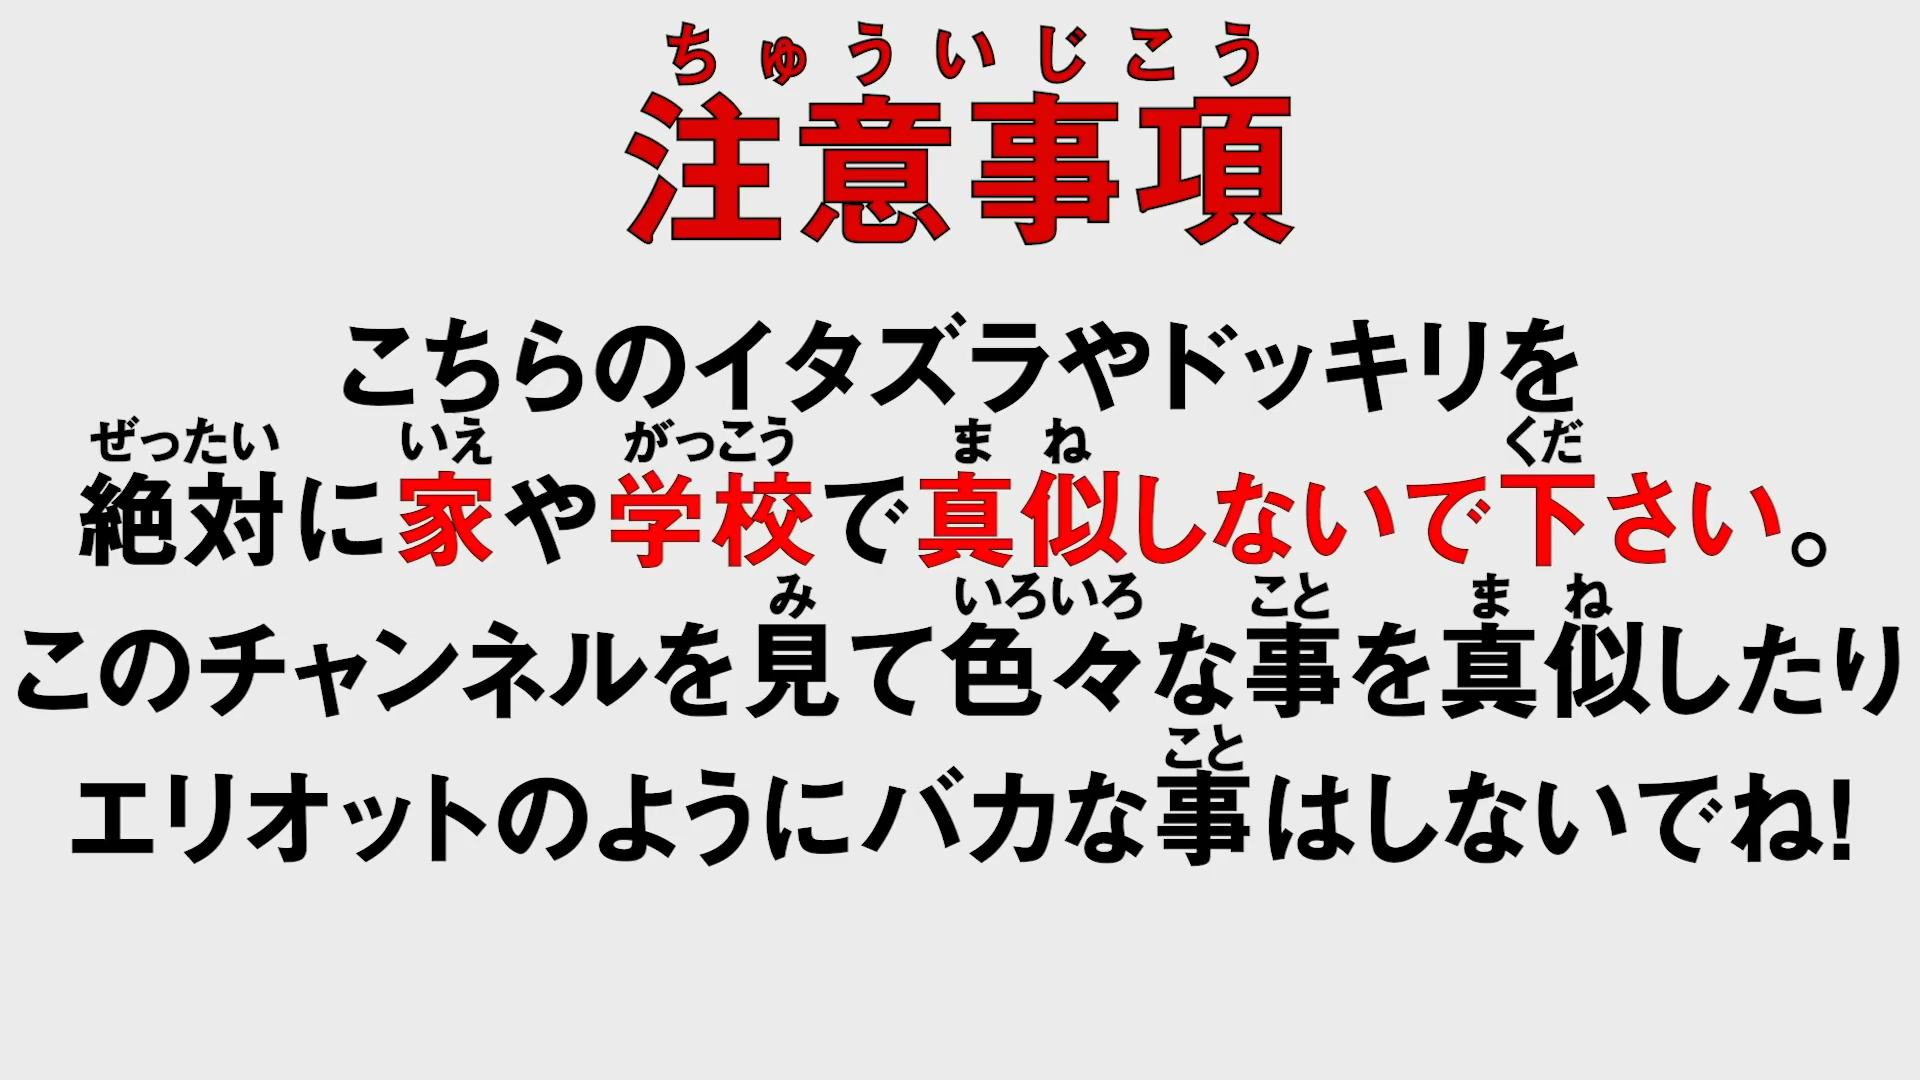 ちゅういじこう
注意事項
こちらのイタズラやドッキリを
ぜったい いえ がっこう ま ね くだ
絶対に家や学校で真似しないで下さい。
み いろいろ こと ま ね
このチャンネルを見て色々な事を真似したり
こと
エリオットのようにバカな事はしないでね!